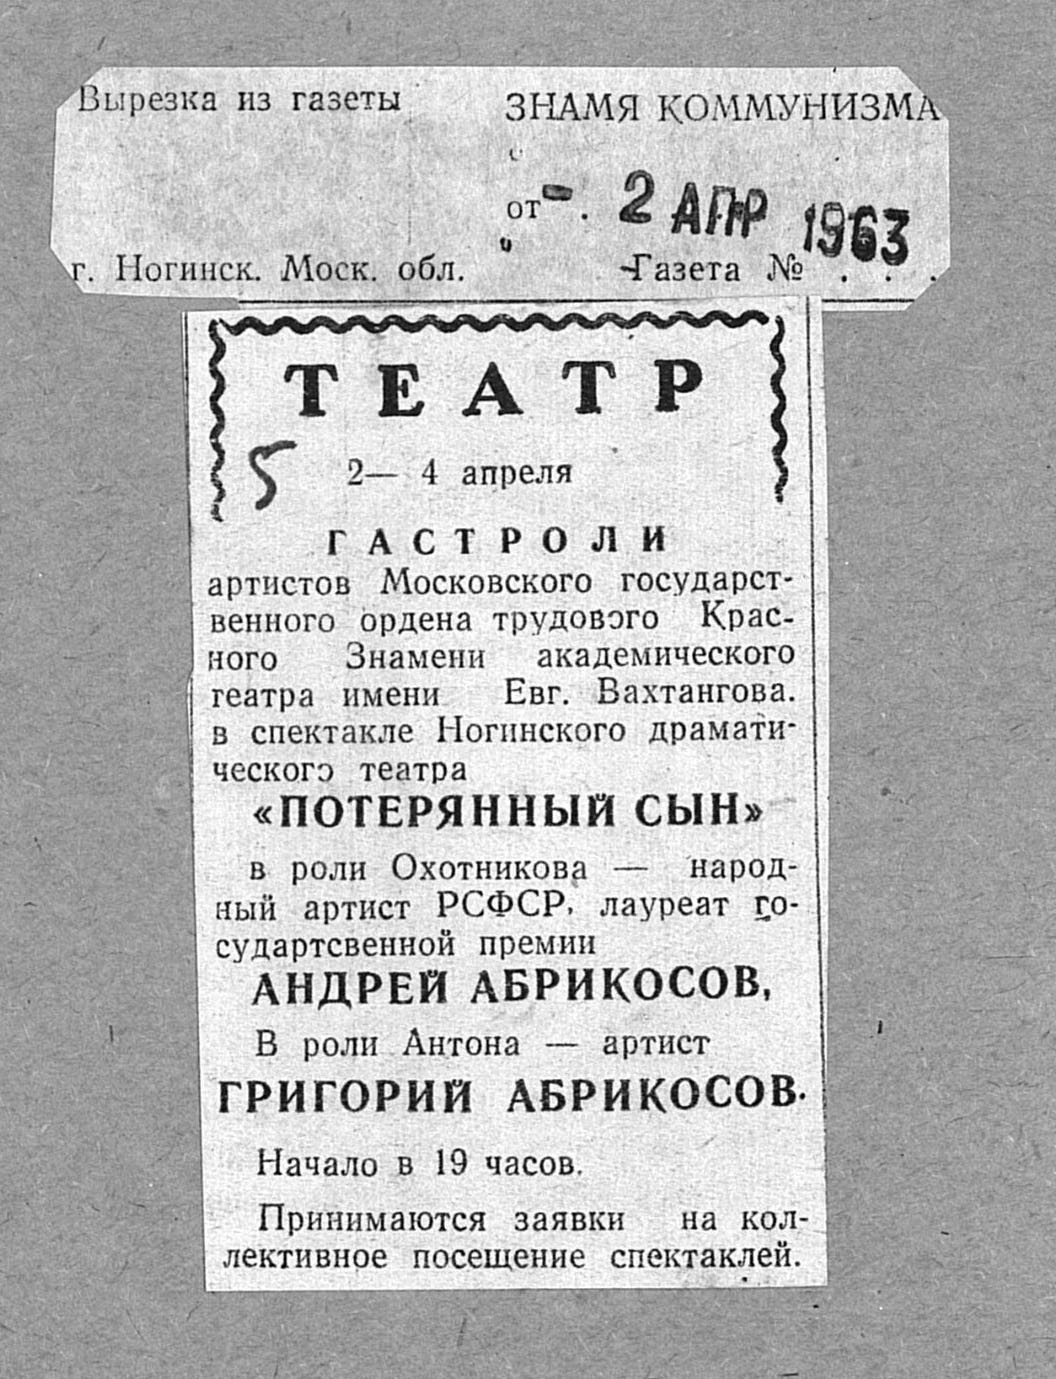 Вырезка из газеты
ЗНАМЯ КОММУНИЗМА
от - . 2 АПР 1963
г. Ногинск. Моск. обл.
Газета № . . .
ТЕАТР
5
2— 4 апреля
ГАСТРОЛИ
артистов Московского государст-
венного ордена трудового Крас-
ного Знамени академического
театра имени Евг. Вахтангова.
в спектакле Ногинского драмати-
ческого театра
«ПОТЕРЯННЫЙ СЫН»
в роли Охотникова — народ-
ный артист РСФСР, лауреат го-
судартсвенной премии
АНДРЕЙ АБРИКОСОВ,
В роли Антона — артист
ГРИГОРИЙ АБРИКОСОВ.
Начало в 19 часов.
Принимаются заявки на кол-
лективное посещение спектаклей.